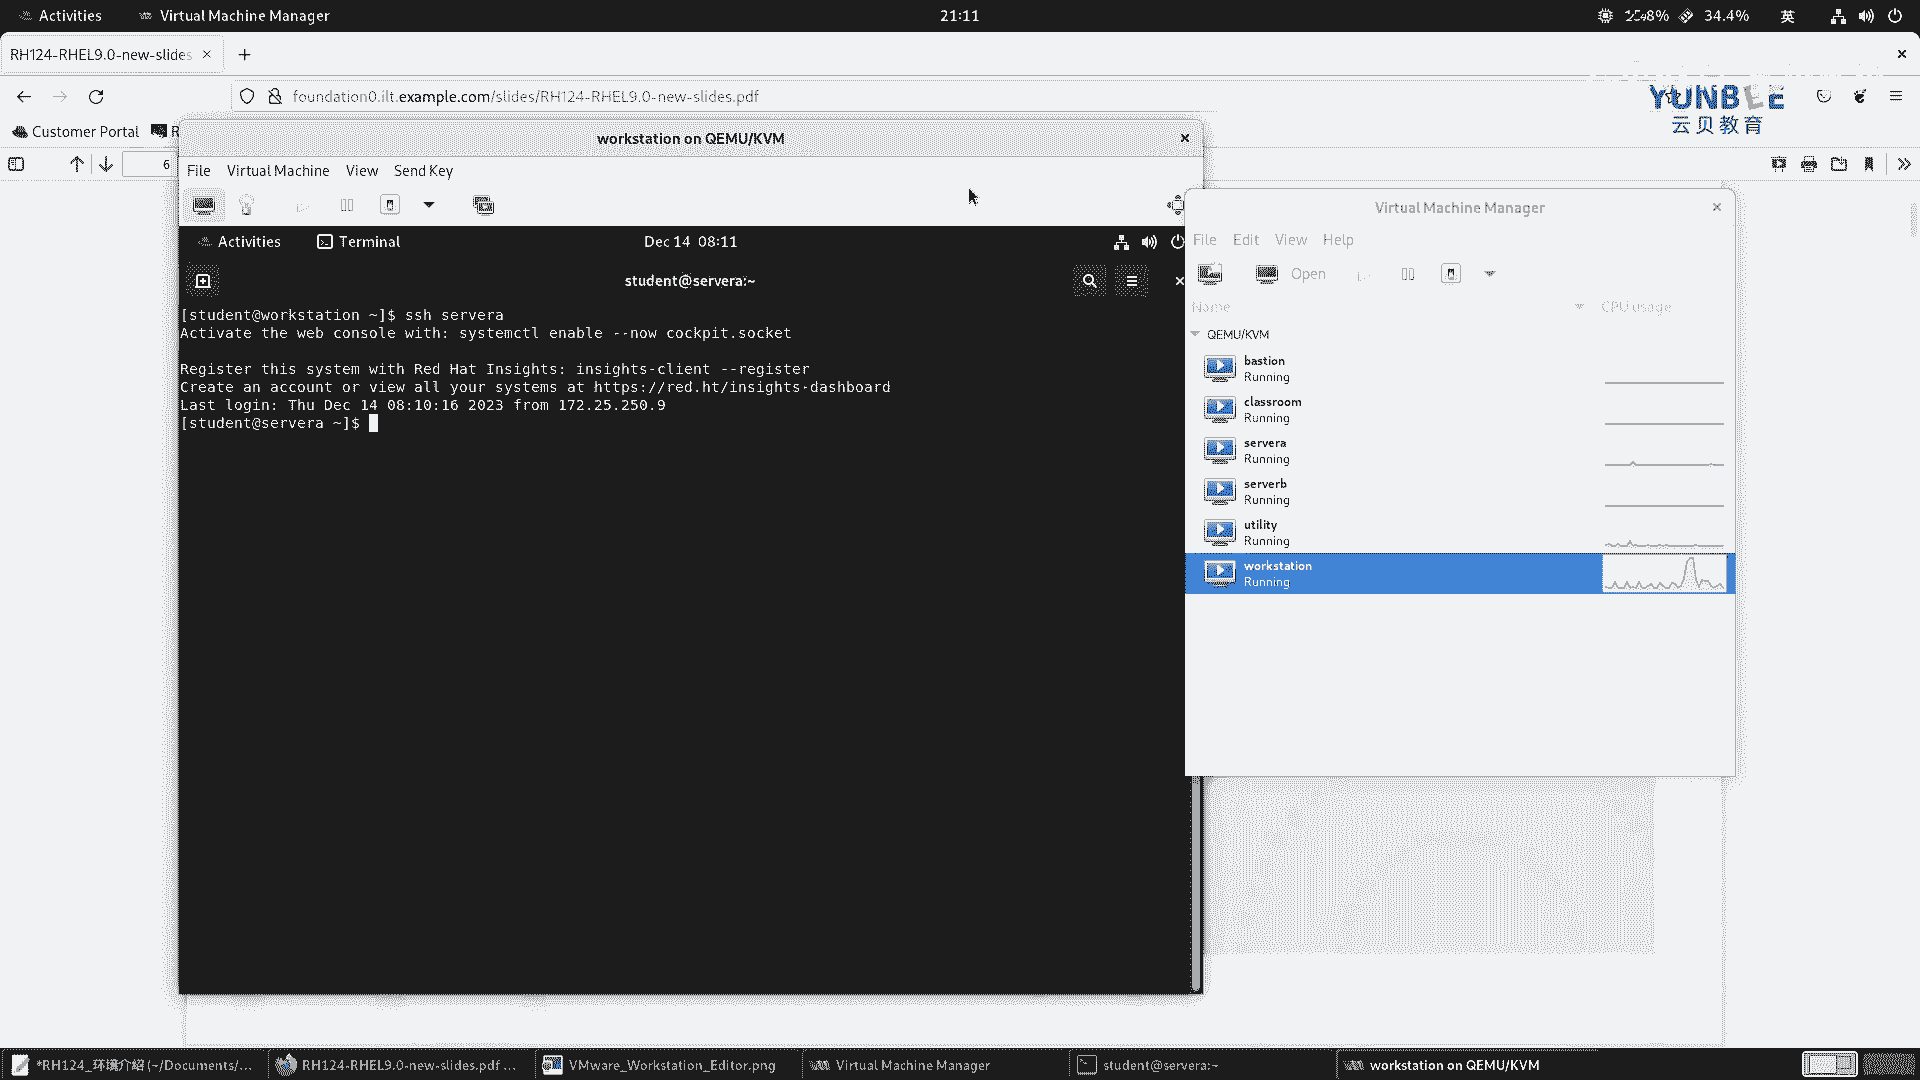 Activities
Virtual Machine Manager
21:11
34.4%
英
RH124-RHEL9.0-new-slides
foundation0.ilt.example.com/slides/RH124-RHEL9.0-new-slides.pdf
YUNBEE
云贝教育
Customer Portal
6
workstation on QEMU/KVM
File Virtual Machine View Send Key
Activities
Terminal
Dec 14 08:11
student@servera:~
[student@workstation ~]$ ssh servera
Activate the web console with: systemctl enable --now cockpit.socket
Register this system with Red Hat Insights: insights-client --register
Create an account or view all your systems at https://red.ht/insights-dashboard
Last login: Thu Dec 14 08:10:16 2023 from 172.25.250.9
[student@servera ~]$
Virtual Machine Manager
File Edit View Help
Open
Name
CPU usage
QEMU/KVM
bastion
Running
classroom
Running
servera
Running
serverb
Running
utility
Running
workstation
Running
*RH124_环境介绍 (~/Documents/...
RH124-RHEL9.0-new-slides.pdf ...
VMware_Workstation_Editor.png
Virtual Machine Manager
student@servera:~
workstation on QEMU/KVM